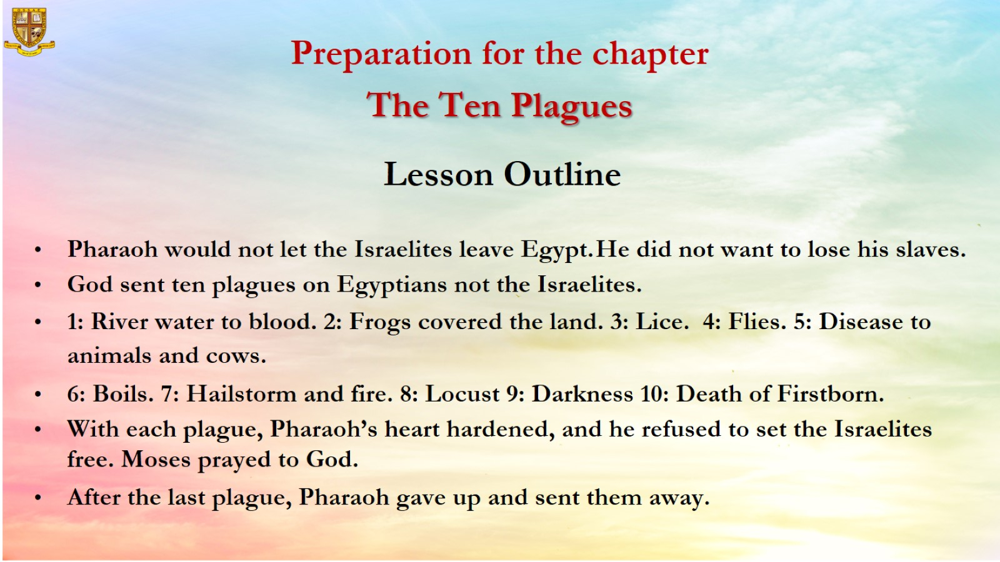 Preparation for the chapter
The Ten Plagues
Lesson Outline
• Pharaoh would not let the Israelites leave Egypt. He did not want to lose his slaves.
• God sent ten plagues on Egyptians not the Israelites.
• 1: River water to blood. 2: Frogs covered the land. 3: Lice.  4: Flies. 5: Disease to
animals and cows.
• 6: Boils. 7: Hailstorm and fire. 8: Locust 9: Darkness 10: Death of Firstborn.
• With each plague, Pharaoh’s heart hardened, and he refused to set the Israelites
free. Moses prayed to God.
• After the last plague, Pharaoh gave up and sent them away.